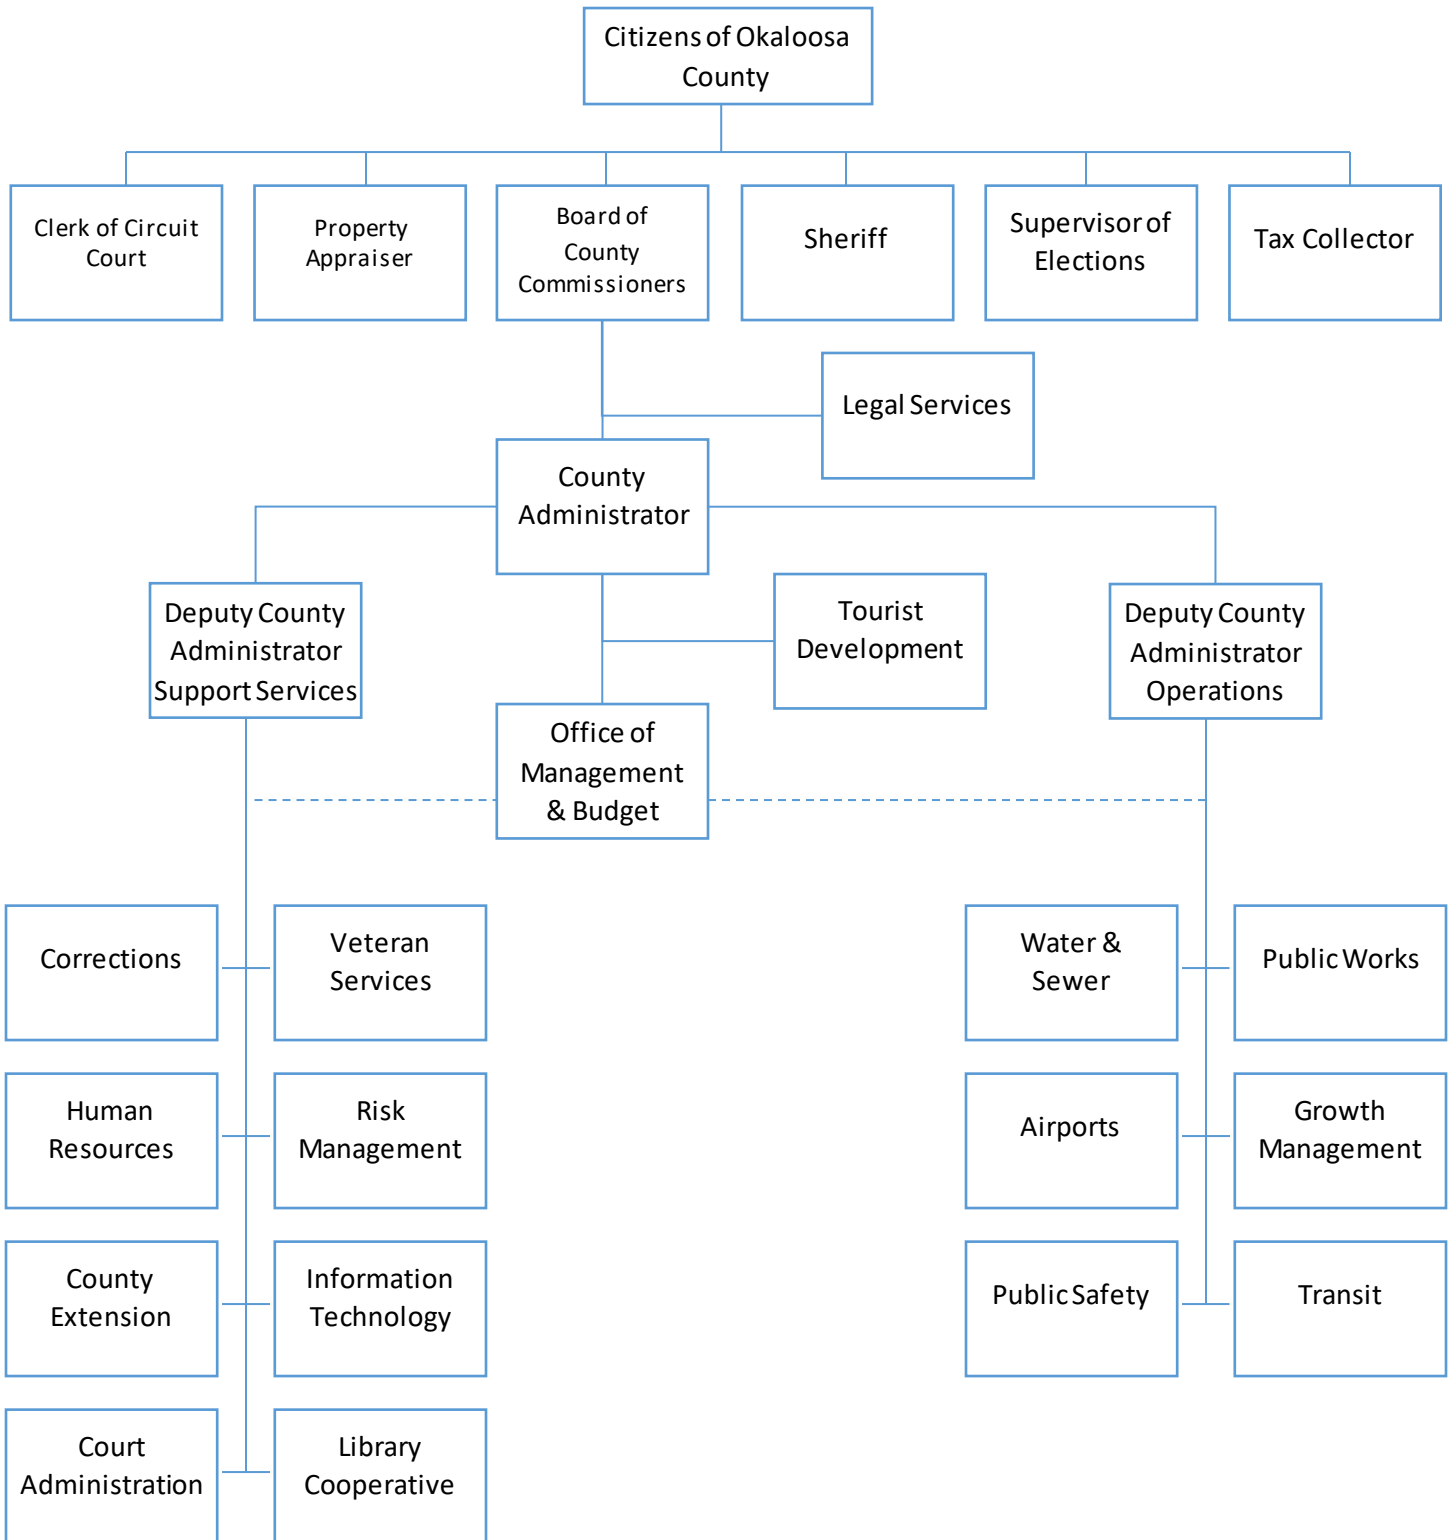 Citizens of Okaloosa
County
Clerk of Circuit
Court
Property
Appraiser
Board of
County
Commissioners
Sheriff
Supervisor of
Elections
Tax Collector
Legal Services
County
Administrator
Deputy County
Administrator
Support Services
Tourist
Development
Deputy County
Administrator
Operations
Office of
Management
& Budget
Corrections
Veteran
Services
Water &
Sewer
Public Works
Human
Resources
Risk
Management
Airports
Growth
Management
County
Extension
Information
Technology
Public Safety
Transit
Court
Administration
Library
Cooperative